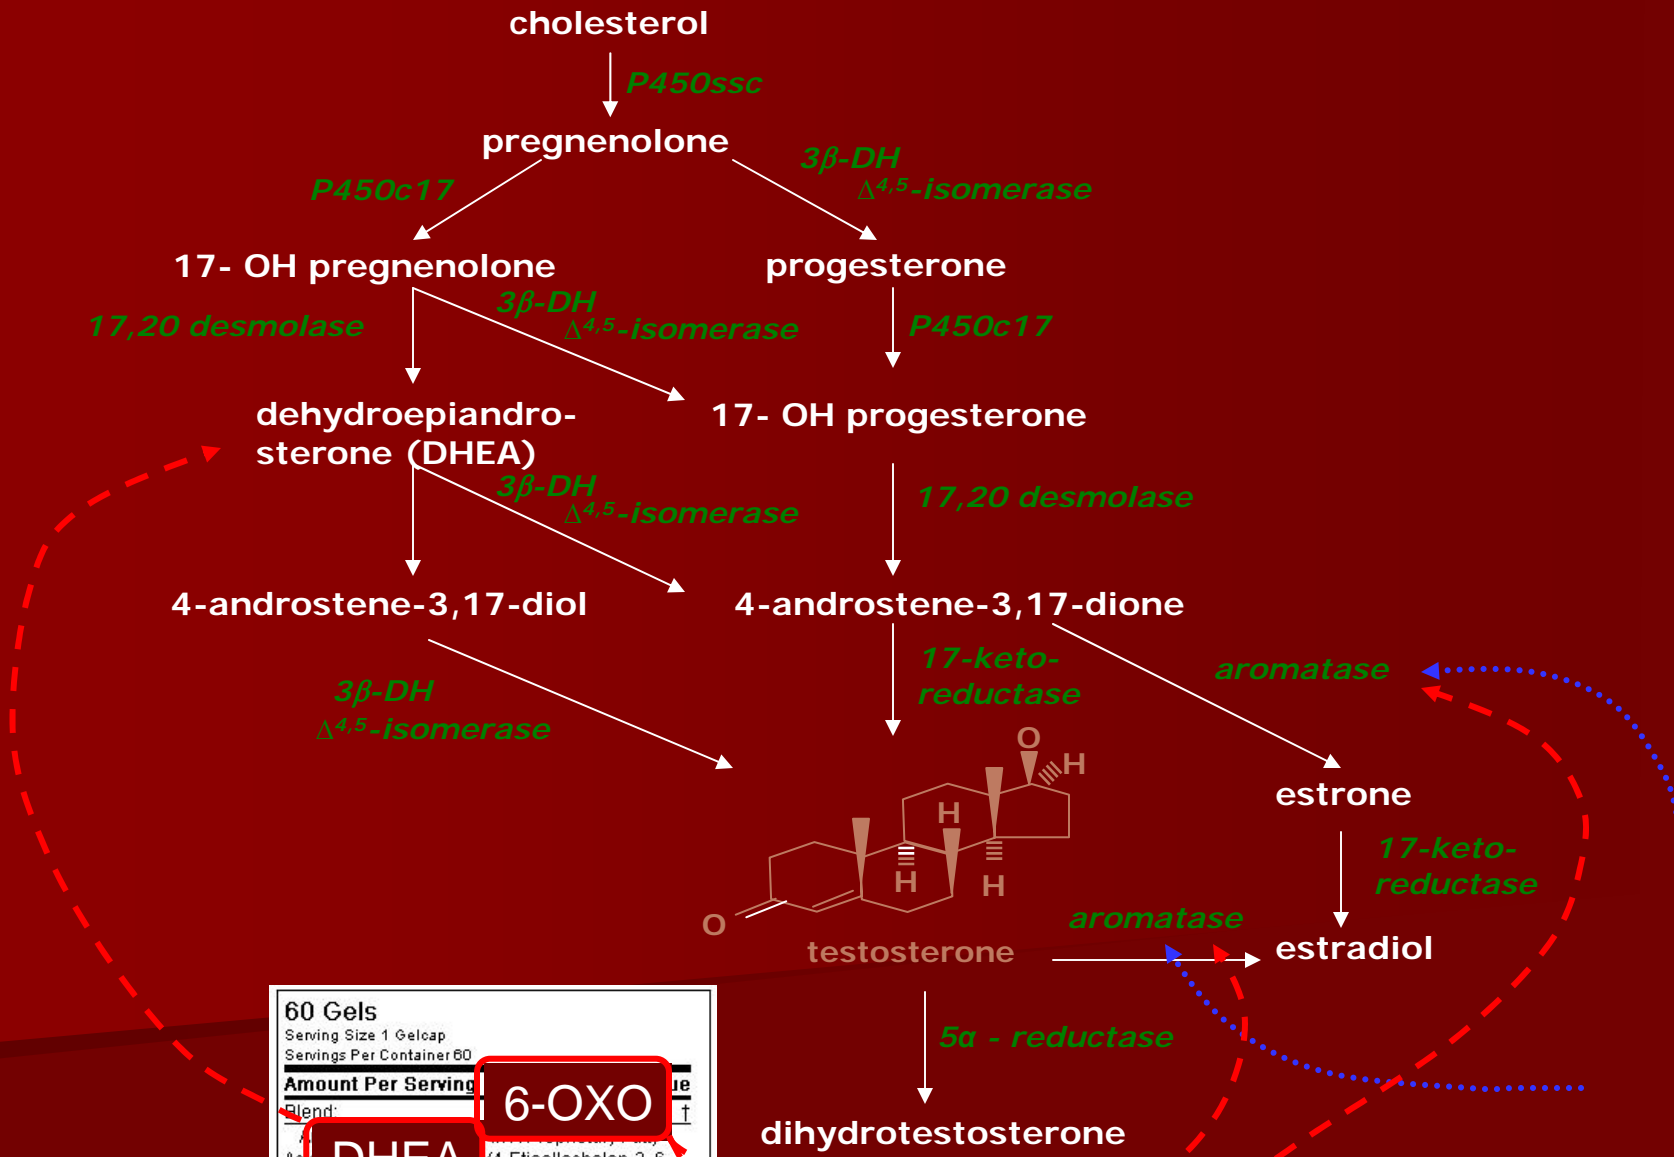 cholesterol
P450ssc
pregnenolone
3β-DH
Δ4,5-isomerase
P450c17
17- OH pregnenolone
progesterone
3β-DH
Δ4,5-isomerase
17,20 desmolase
P450c17
dehydroepiandro-
sterone (DHEA)
17- OH progesterone
3β-DH
Δ4,5-isomerase
17,20 desmolase
4-androstene-3,17-diol
4-androstene-3,17-dione
17-keto-
reductase
aromatase
3β-DH
Δ4,5-isomerase
O
H
estrone
H
17-keto-
reductase
H
H
O
aromatase
testosterone
estradiol
60 Gels
Serving Size 1 Gelcap
Servings Per Container 60
5α - reductase
Amount Per Serving
ue
6-OXO
Blend:
†
dihydrotestosterone
DHEA